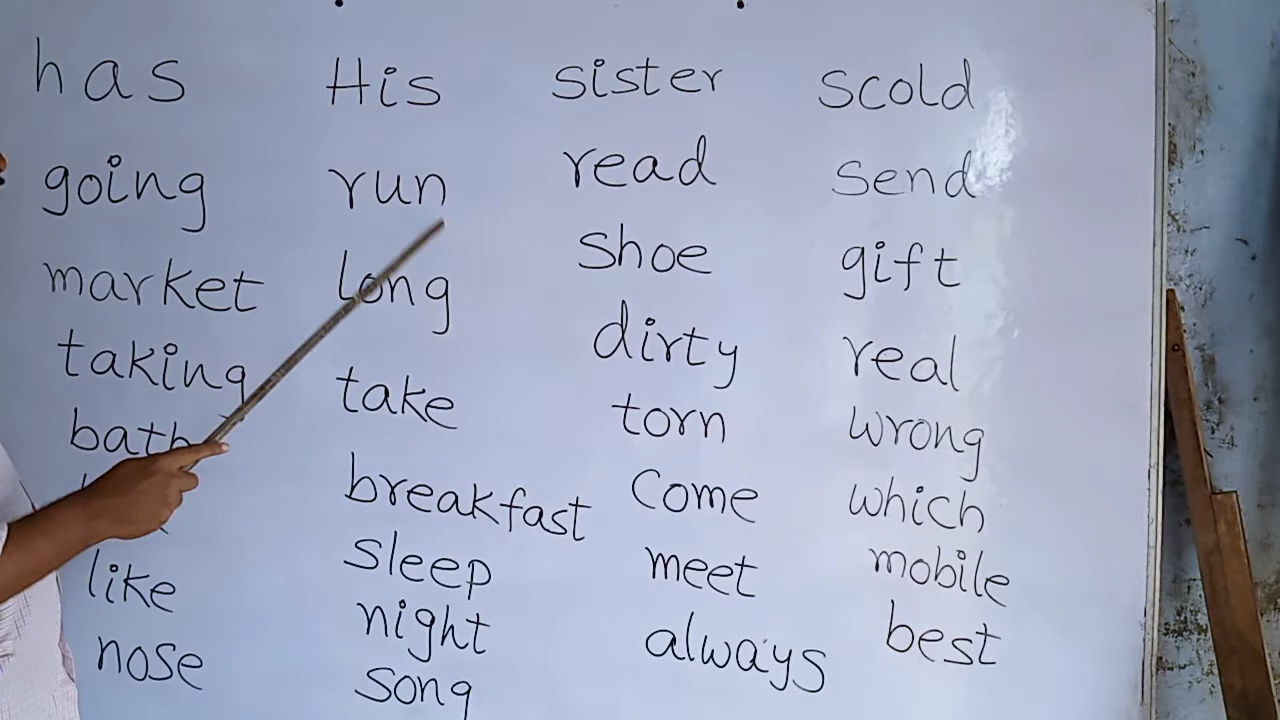 has His sister scold
going run read send
market long shoe gift
taking take dirty real
bath breakfast torn wrong
like sleep come which
nose night meet mobile
song always best